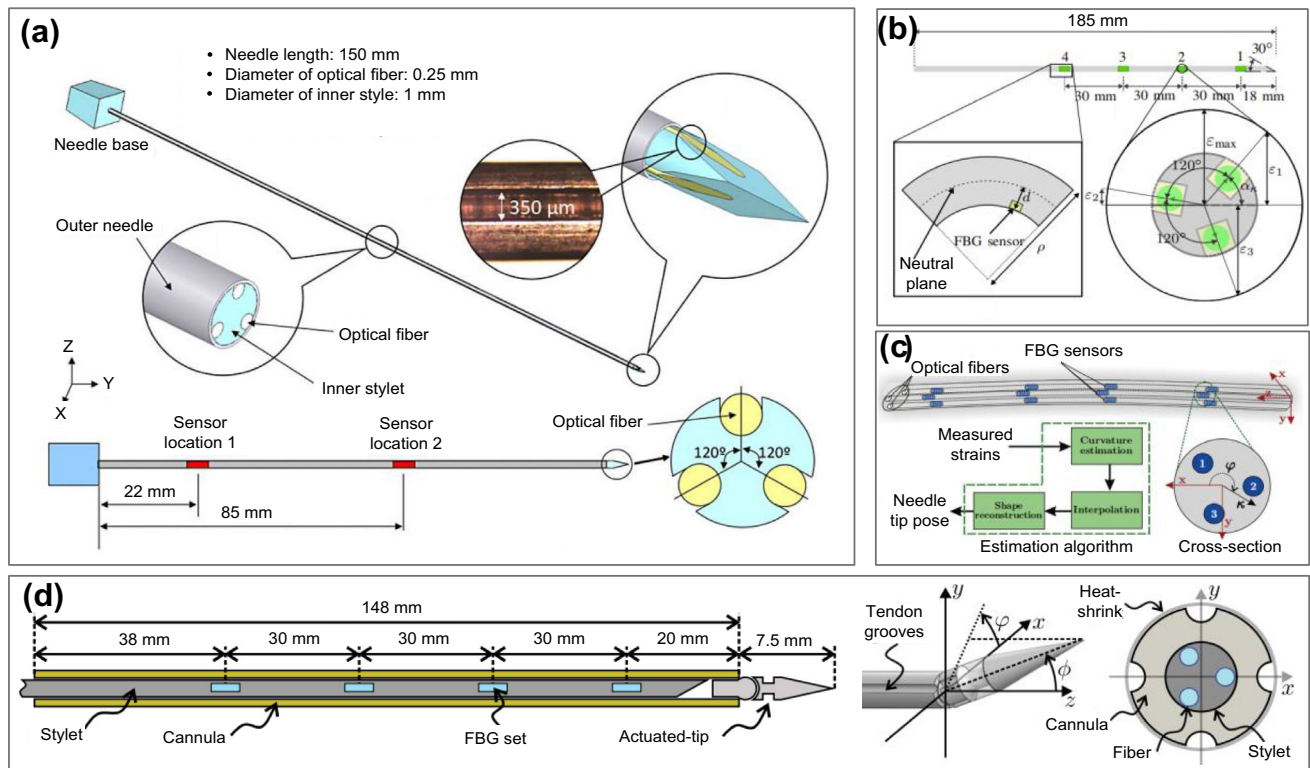 (a)
• Needle length: 150 mm
• Diameter of optical fiber: 0.25 mm
• Diameter of inner style: 1 mm
Needle base
350 μm
Outer needle
Optical fiber
Inner stylet
Z
Y
X
Sensor
location 1
Sensor
location 2
Optical fiber
120º
120º
22 mm
85 mm
(b)
185 mm
30°
4
3
2
1
30 mm
30 mm
30 mm
18 mm
εmax
ε1
120°
ακ
ε2
120°
ε3
d
FBG sensor
ρ
Neutral
plane
(c)
FBG sensors
Optical fibers
x
z
y
Measured
strains
Curvature
estimation
Needle
tip pose
Shape
reconstruction
Interpolation
Estimation algorithm
1
φ
x
2
κ
3
y
Cross-section
(d)
148 mm
38 mm
30 mm
30 mm
30 mm
20 mm
7.5 mm
Stylet
Cannula
FBG set
Actuated-tip
Tendon
grooves
y
φ
x
ϕ
z
Heat-
shrink
y
x
Cannula
Fiber
Stylet